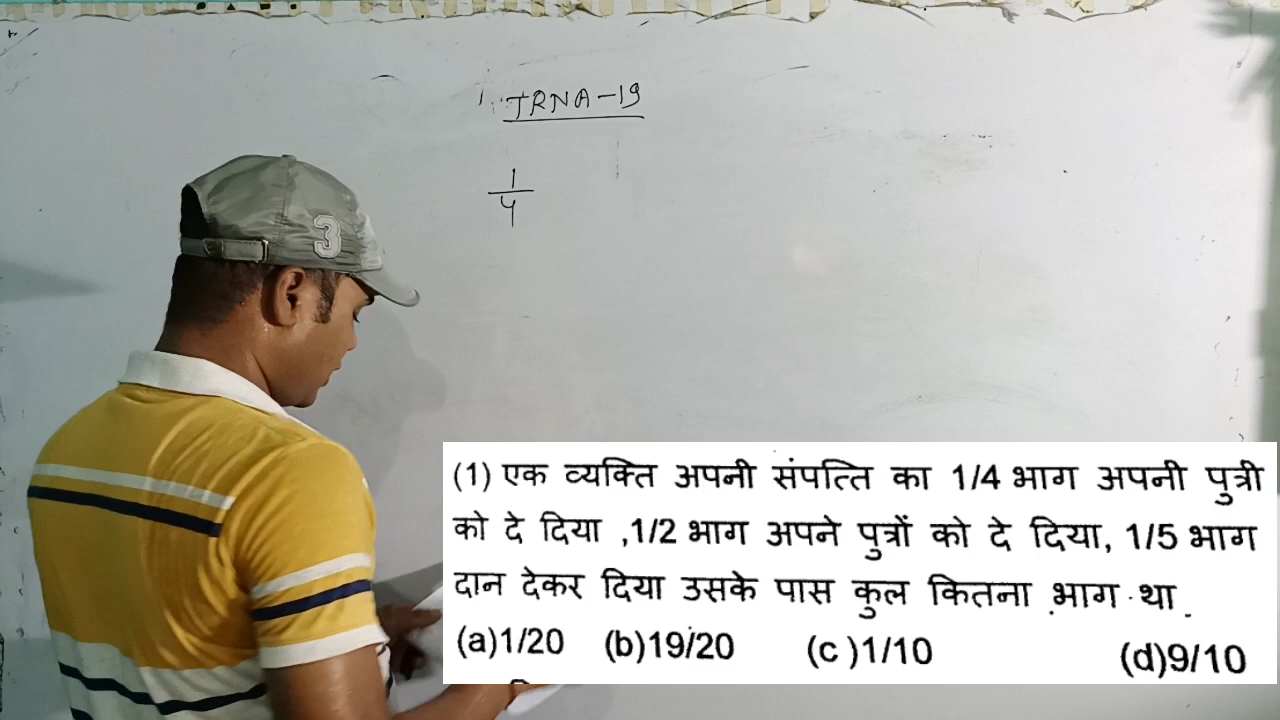 TRNA-19
1
4
3
(1) एक व्यक्ति अपनी संपत्ति का 1/4 भाग अपनी पुत्री
को दे दिया ,1/2 भाग अपने पुत्रों को दे दिया, 1/5 भाग
दान देकर दिया उसके पास कुल कितना भाग था
(a)1/20 (b)19/20 (c )1/10 (d)9/10